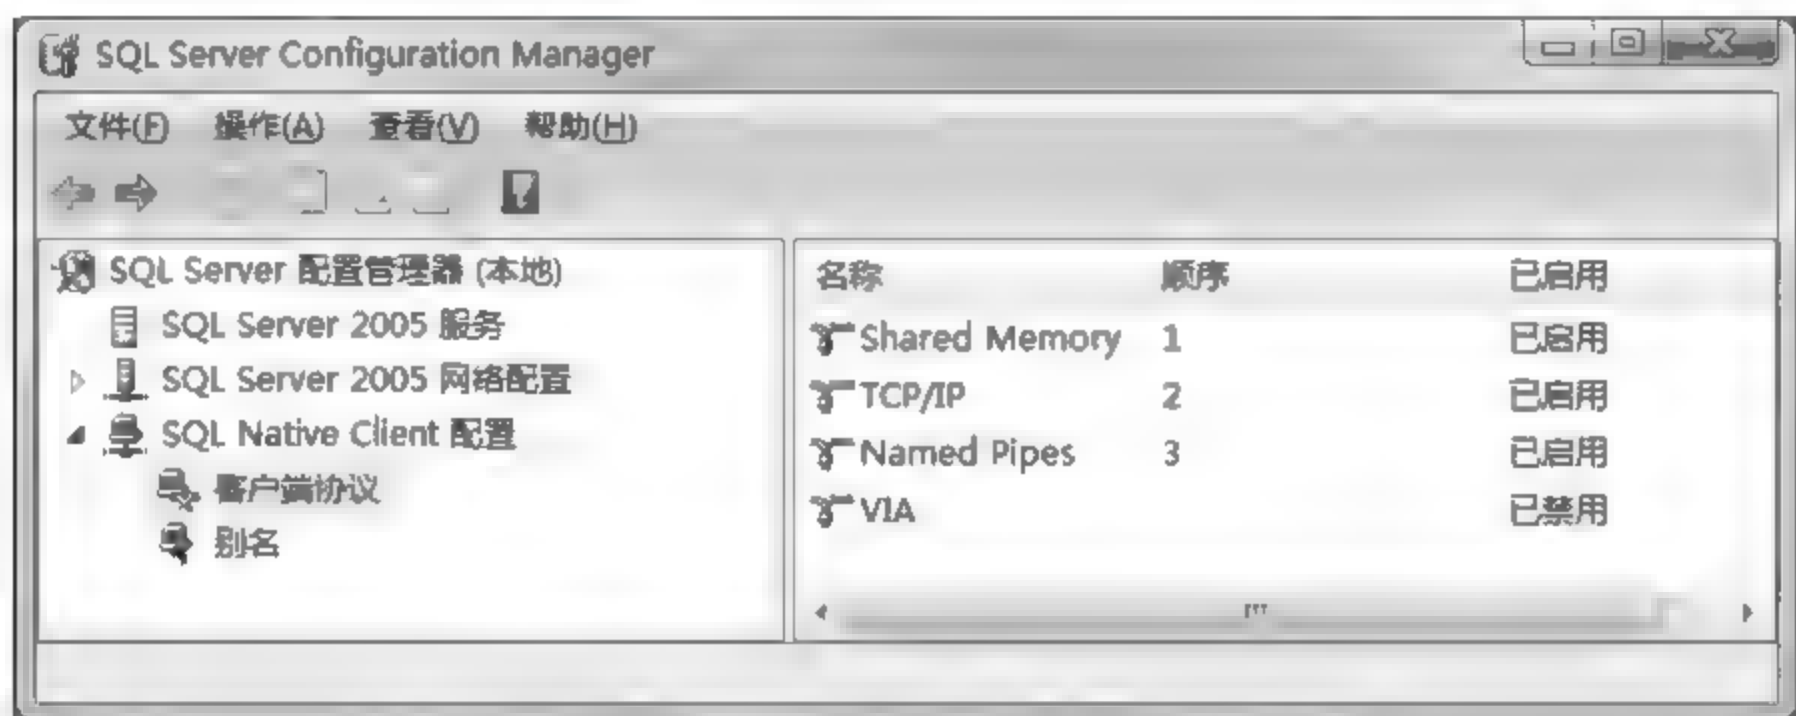 SQL Server Configuration Manager
文件(F) 操作(A) 查看(V) 帮助(H)
SQL Server 配置管理器 (本地)
SQL Server 2005 服务
SQL Server 2005 网络配置
SQL Native Client 配置
客户端协议
别名
名称 顺序 已启用
Shared Memory 1 已启用
TCP/IP 2 已启用
Named Pipes 3 已启用
VIA 已禁用